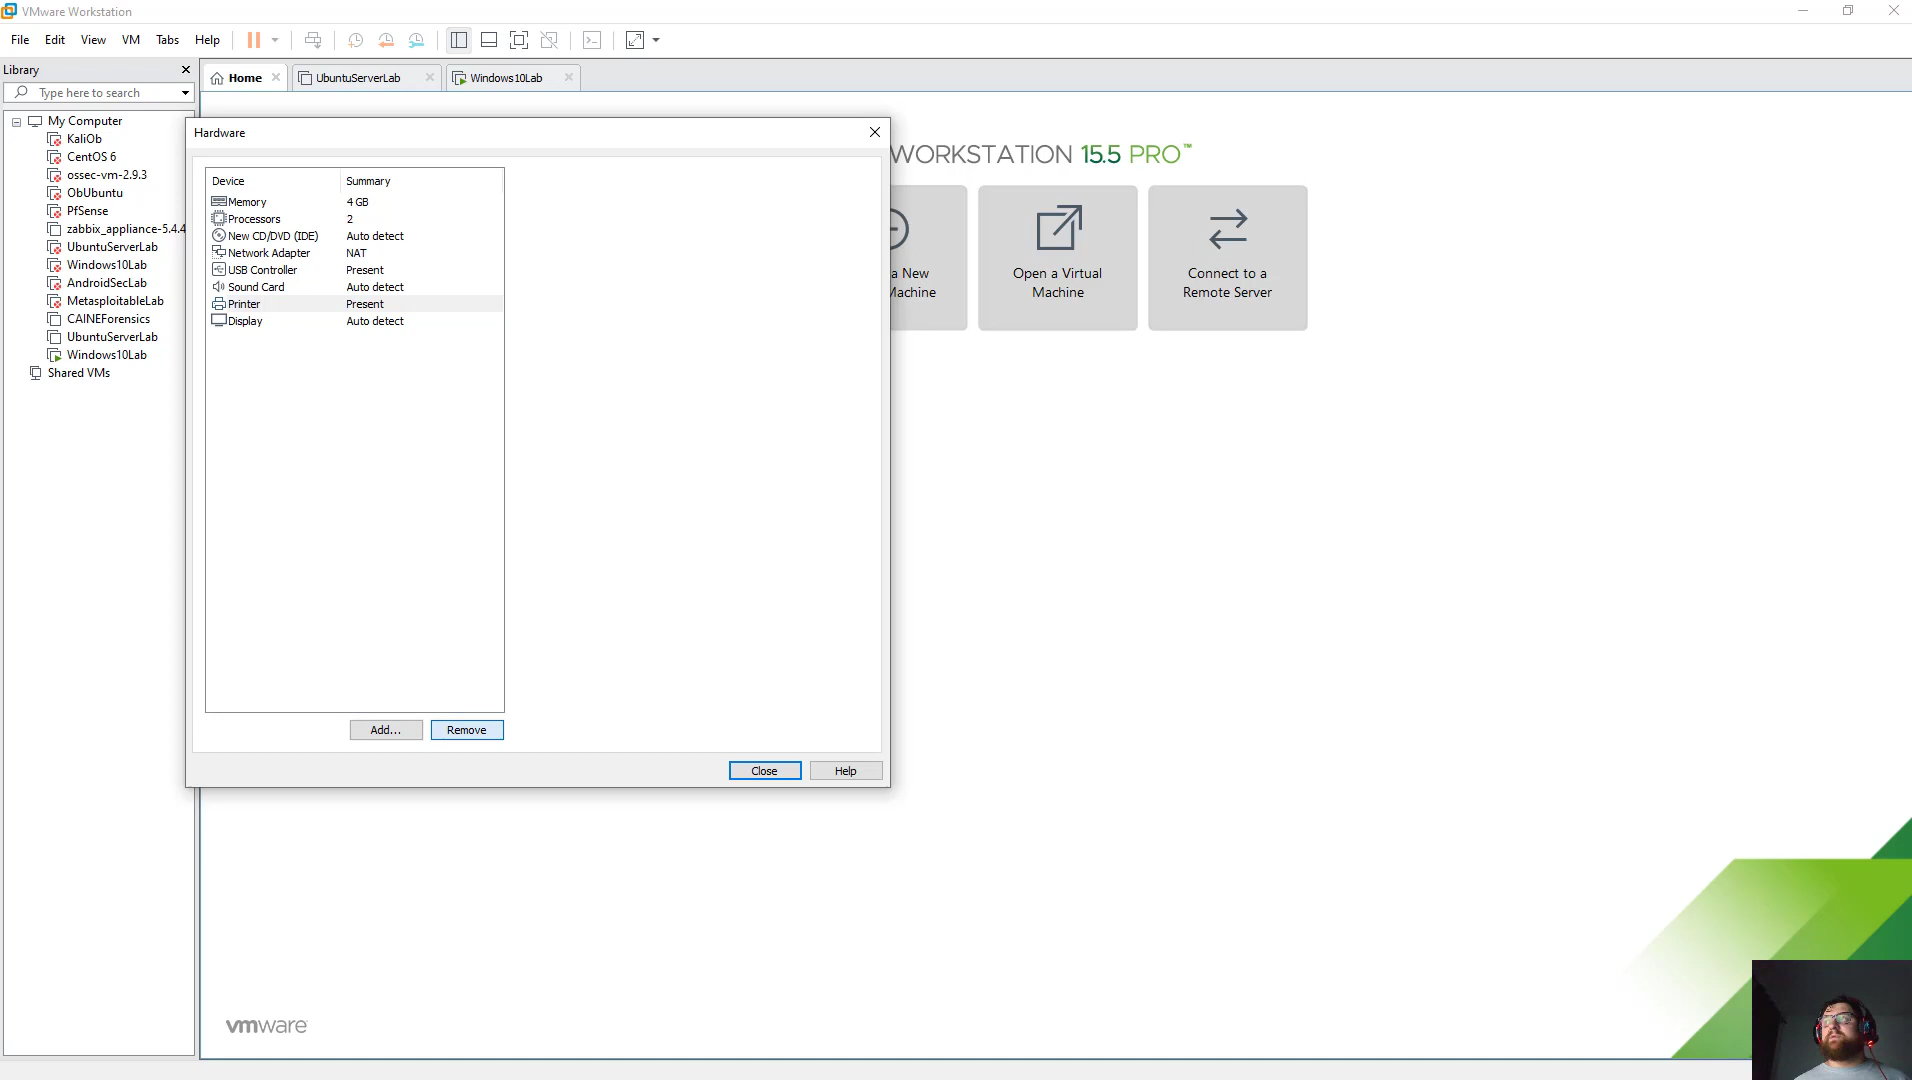 VMware Workstation
File Edit View VM Tabs Help
Library
Type here to search
Home
UbuntuServerLab
Windows10Lab
My Computer
KaliOb
CentOS 6
ossec-vm-2.9.3
ObUbuntu
PfSense
zabbix_appliance-5.4.4
UbuntuServerLab
Windows10Lab
AndroidSecLab
MetasploitableLab
CAINEForensics
UbuntuServerLab
Windows10Lab
Shared VMs
Hardware
Device Summary
Memory 4 GB
Processors 2
New CD/DVD (IDE) Auto detect
Network Adapter NAT
USB Controller Present
Sound Card Auto detect
Printer Present
Display Auto detect
Add...
Remove
Close
Help
WORKSTATION 15.5 PRO™
a New
Machine
Open a Virtual
Machine
Connect to a
Remote Server
vmware